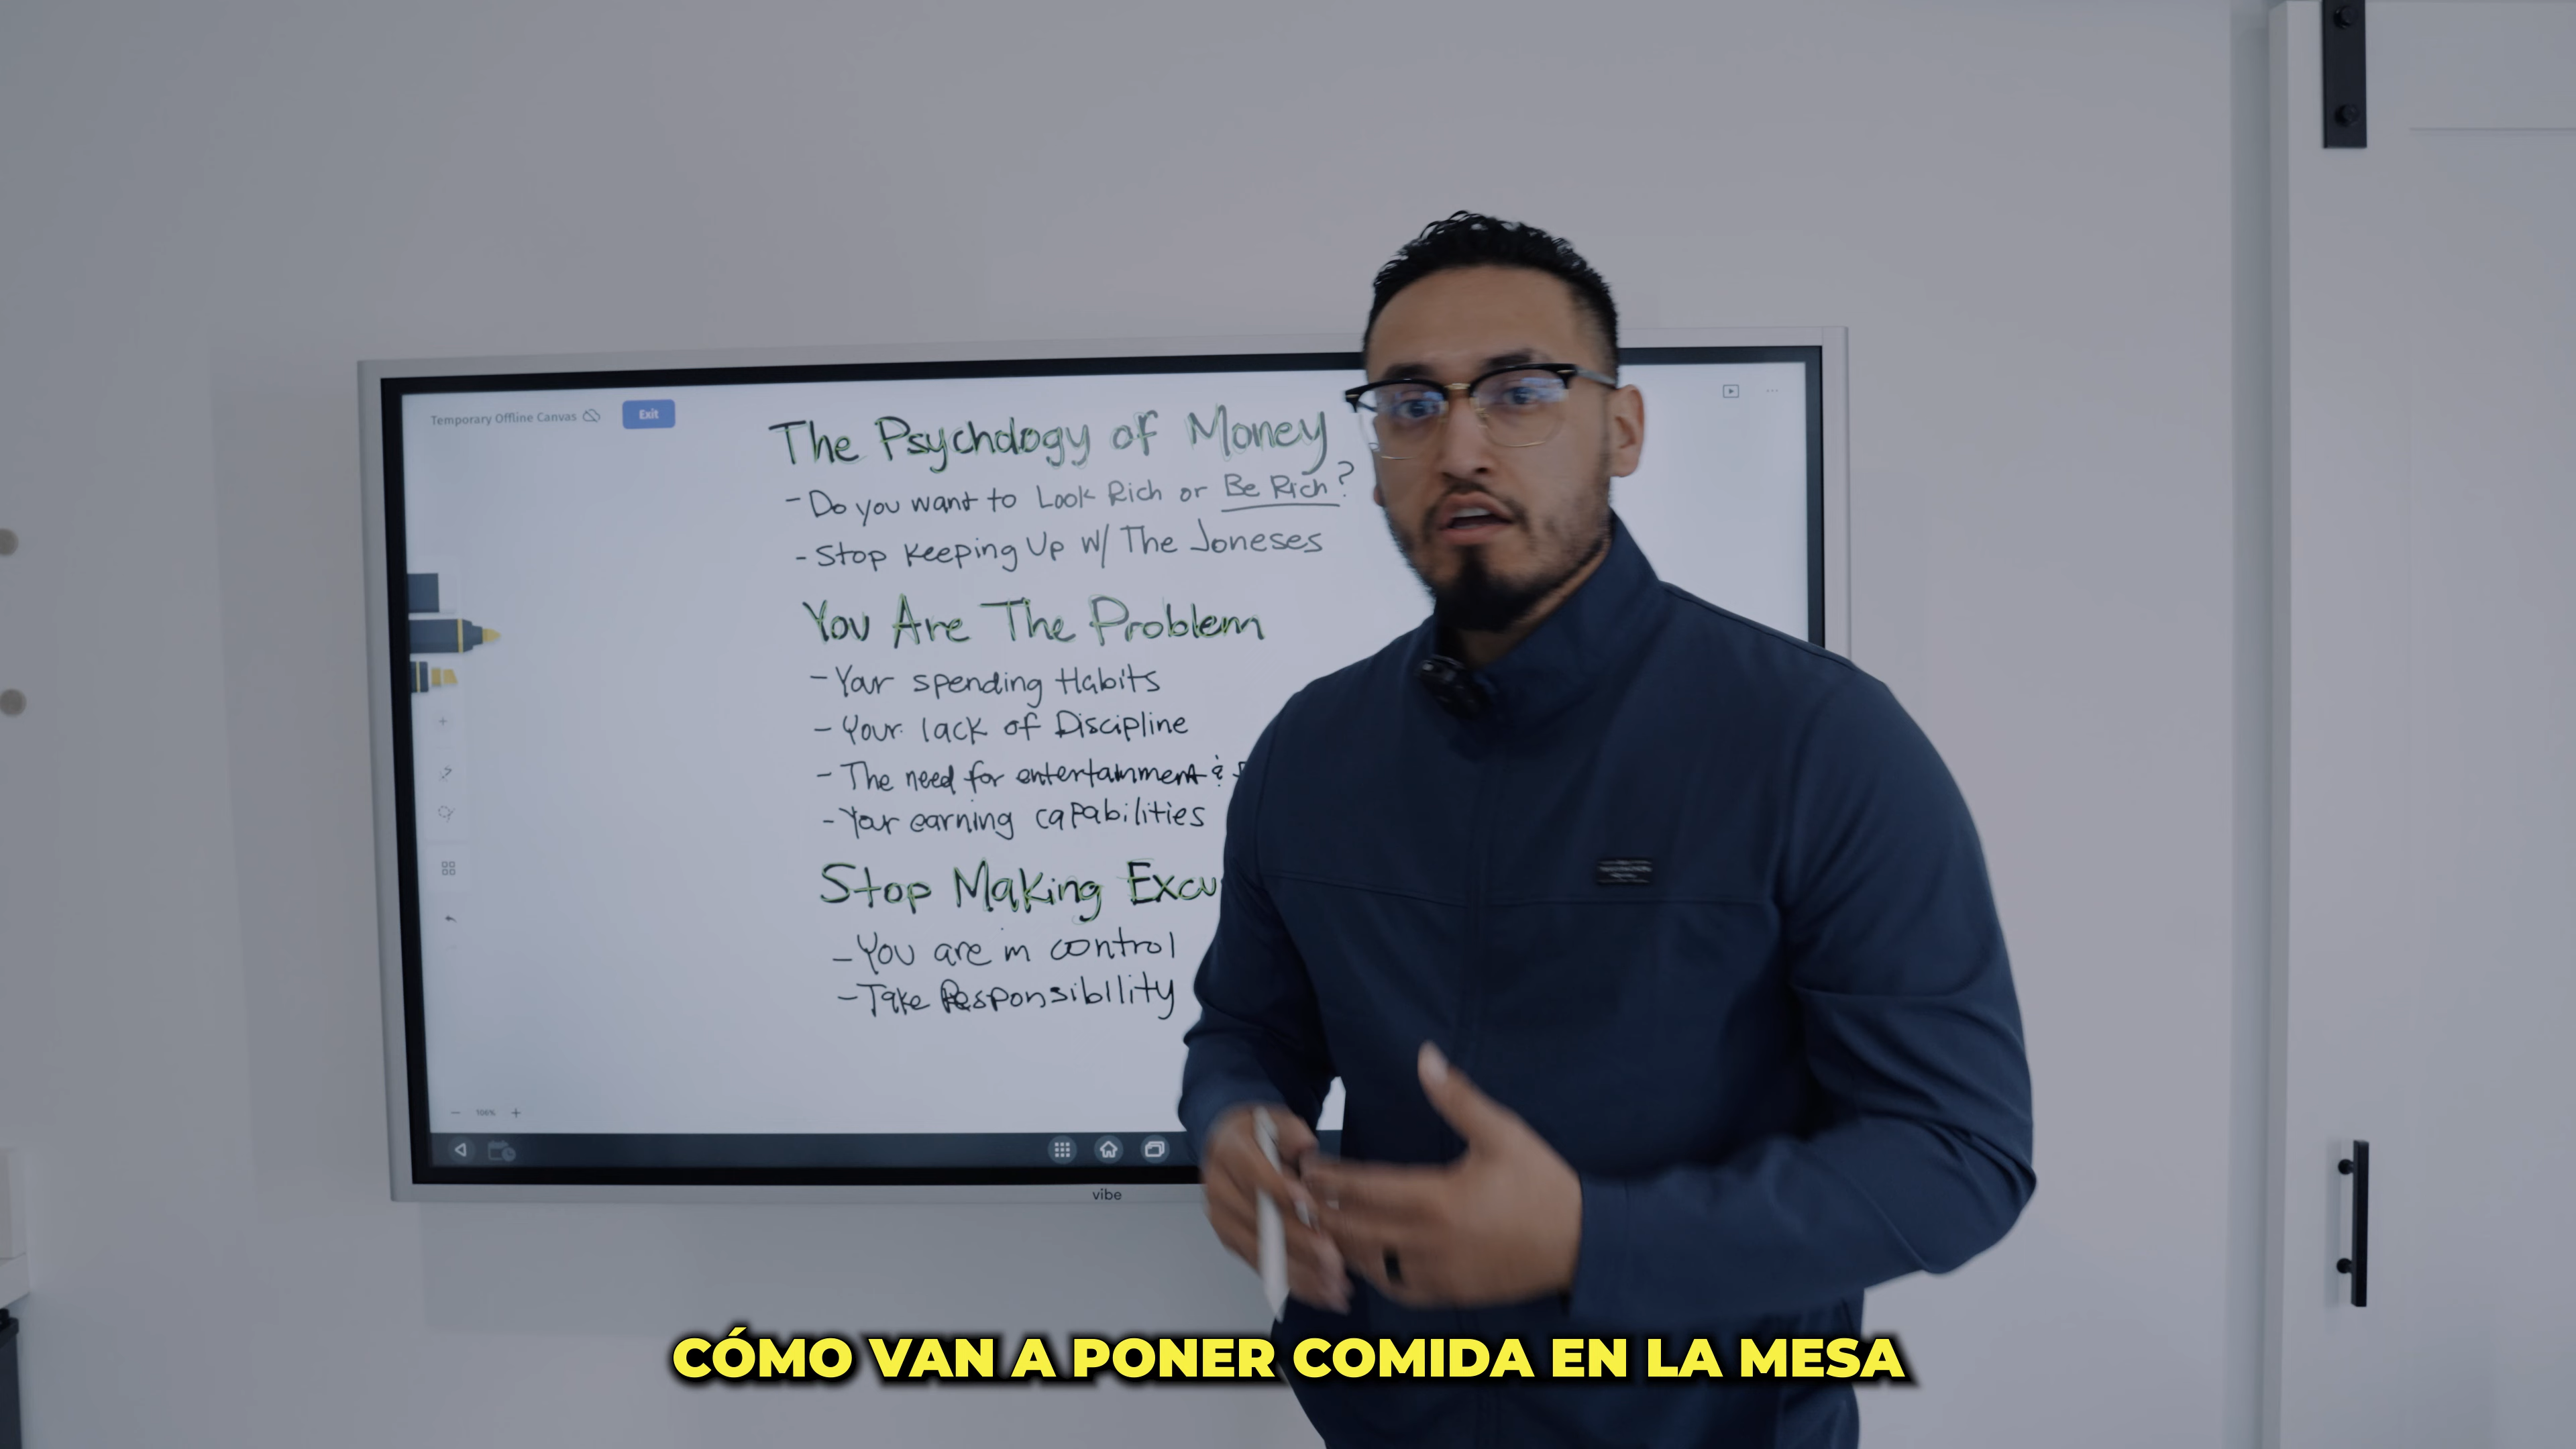 Temporary Offline Canvas
Exit
The Psychology of Money
- Do you want to Look Rich or Be Rich?
- Stop Keeping Up w/ The Joneses
You Are The Problem
- Your spending Habits
- Your lack of Discipline
- The need for entertainment &
- Your earning capabilities
Stop Making Excu
- You are in control
- Take Responsibility
100%
vibe
CÓMO VAN A PONER COMIDA EN LA MESA